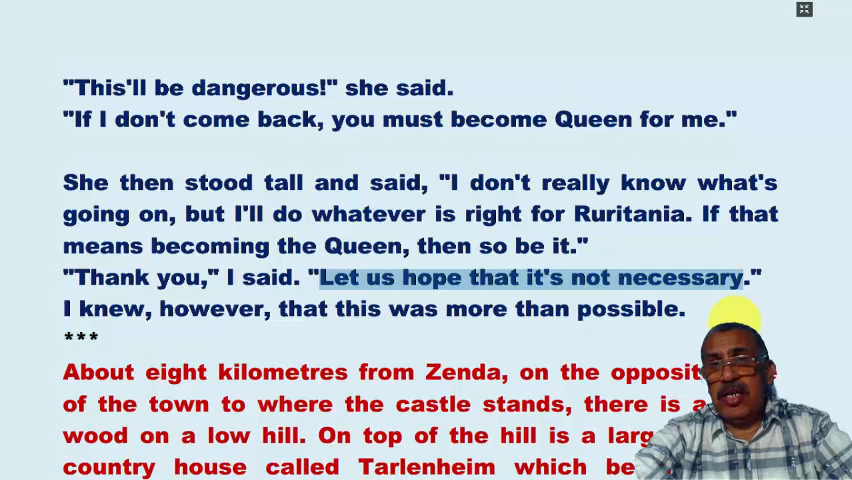 "This'll be dangerous!" she said.
"If I don't come back, you must become Queen for me."
She then stood tall and said, "I don't really know what's
going on, but I'll do whatever is right for Ruritania. If that
means becoming the Queen, then so be it."
"Thank you," I said. "Let us hope that it's not necessary."
I knew, however, that this was more than possible.
***
About eight kilometres from Zenda, on the
of the town to where the castle stands, there is
wood on a low hill. On top of the hill is a
country house called Tarlenheim which